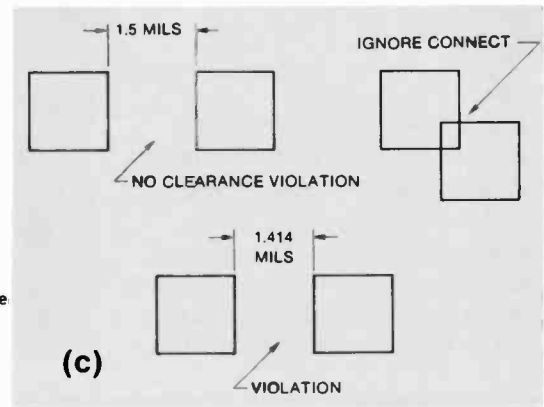 1.5 MILS
IGNORE CONNECT
NO CLEARANCE VIOLATION
1.414
MILS
e
(c)
VIOLATION